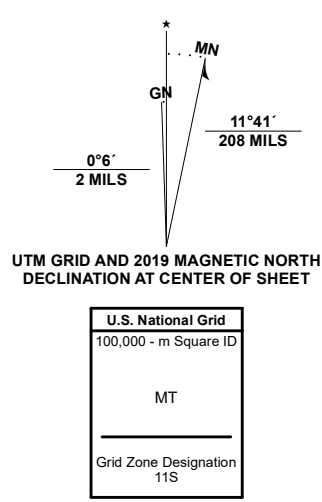 ★
MN
GN
11°41´
208 MILS
0°6´
2 MILS
UTM GRID AND 2019 MAGNETIC NORTH
DECLINATION AT CENTER OF SHEET
U.S. National Grid
100,000 - m Square ID
MT
Grid Zone Designation
11S